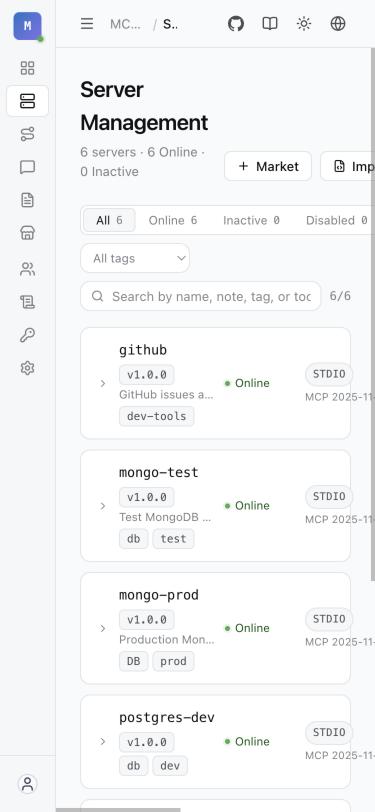 M
MC... / S..
Server
Management
6 servers · 6 Online ·
0 Inactive
+ Market
Imp
All 6 Online 6 Inactive 0 Disabled 0
All tags
Search by name, note, tag, or too
6/6
github
v1.0.0
GitHub issues a...
dev-tools
Online
STDIO
MCP 2025-11-
mongo-test
v1.0.0
Test MongoDB ...
db test
Online
STDIO
MCP 2025-11-
mongo-prod
v1.0.0
Production Mon...
DB prod
Online
STDIO
MCP 2025-11-
postgres-dev
v1.0.0
db dev
Online
STDIO
MCP 2025-11-